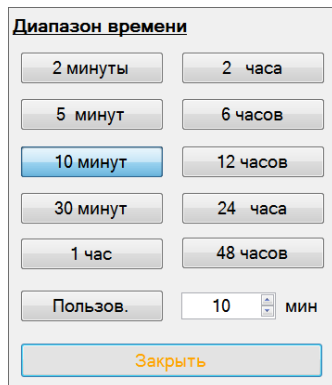 Диапазон времени
2 минуты 2 часа
5 минут 6 часов
10 минут 12 часов
30 минут 24 часа
1 час 48 часов
Пользов. 10 мин
Закрыть